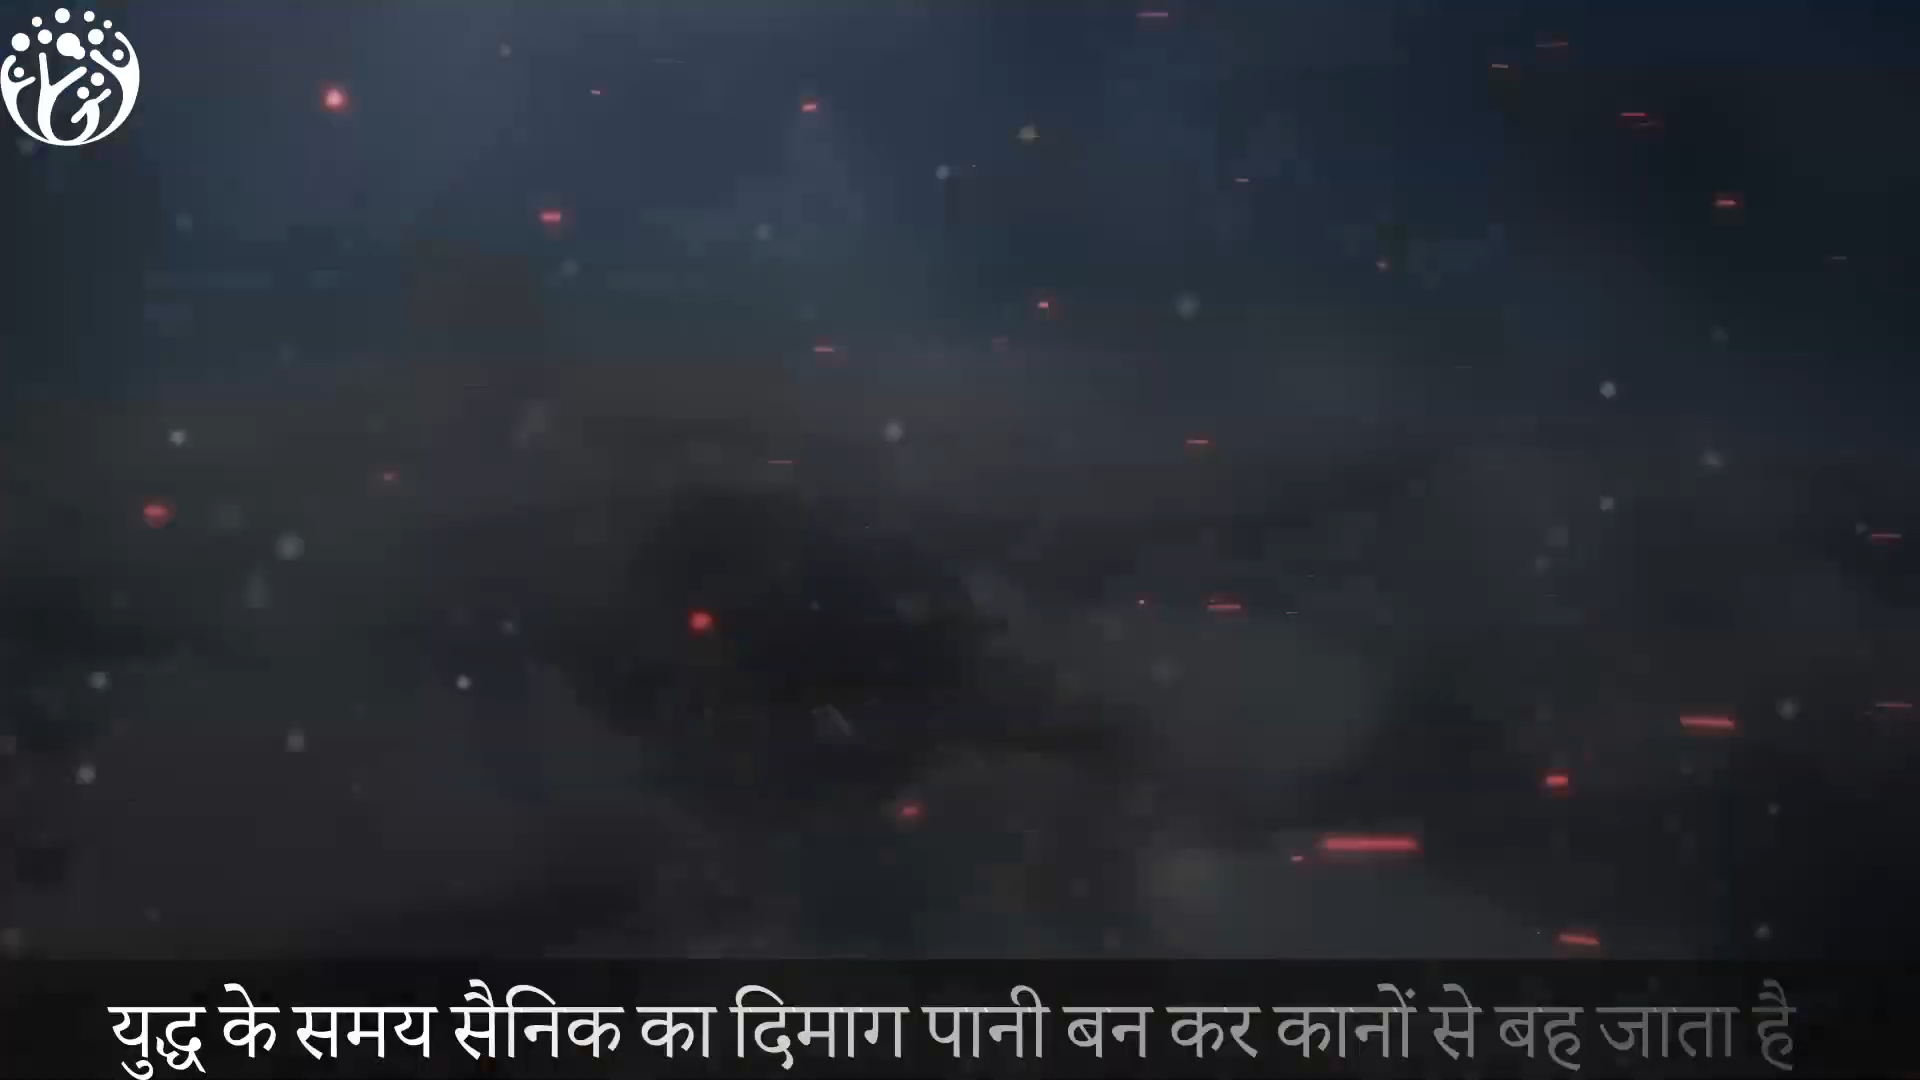 युद्ध के समय सैनिक का दिमाग पानी बन कर कानों से बह जाता है